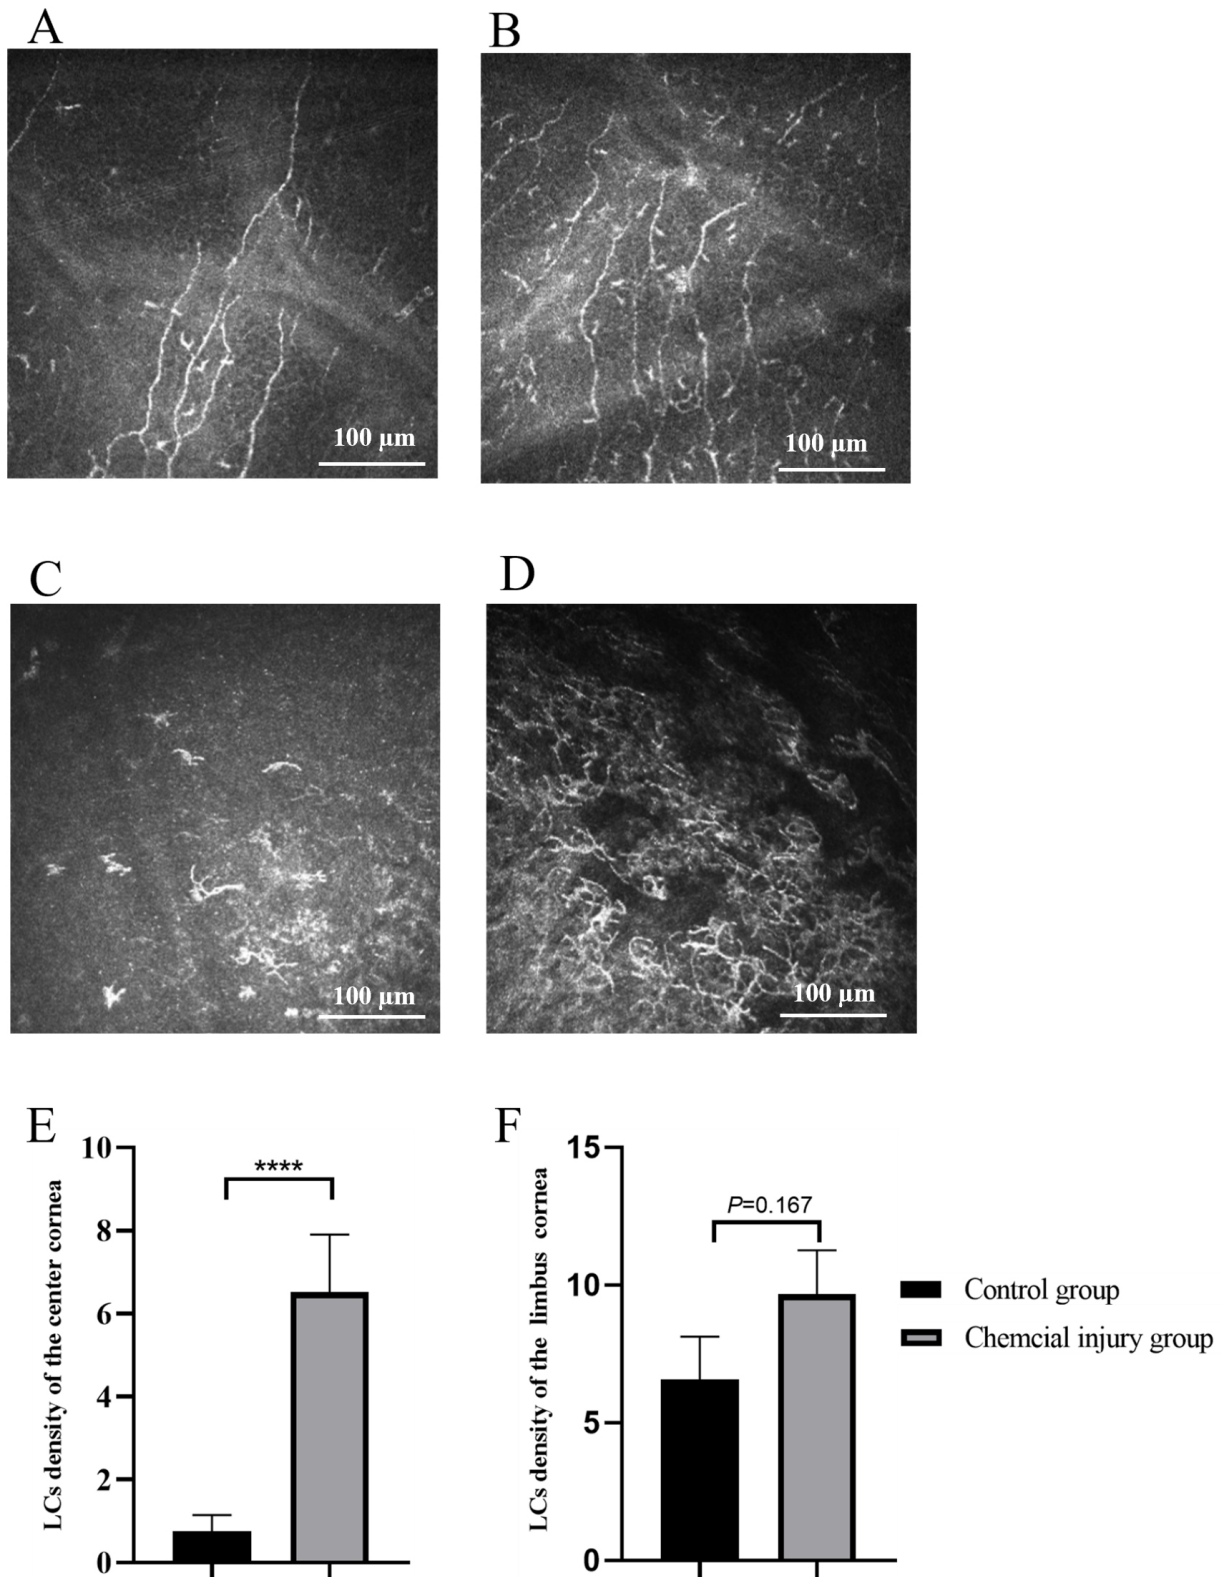 A
B
100 µm
100 µm
C
D
100 µm
100 µm
E
LCs density of the center cornea
10
8
6
4
2
0
****
F
LCs density of the limbus cornea
15
10
5
0
P=0.167
Control group
Chemcial injury group